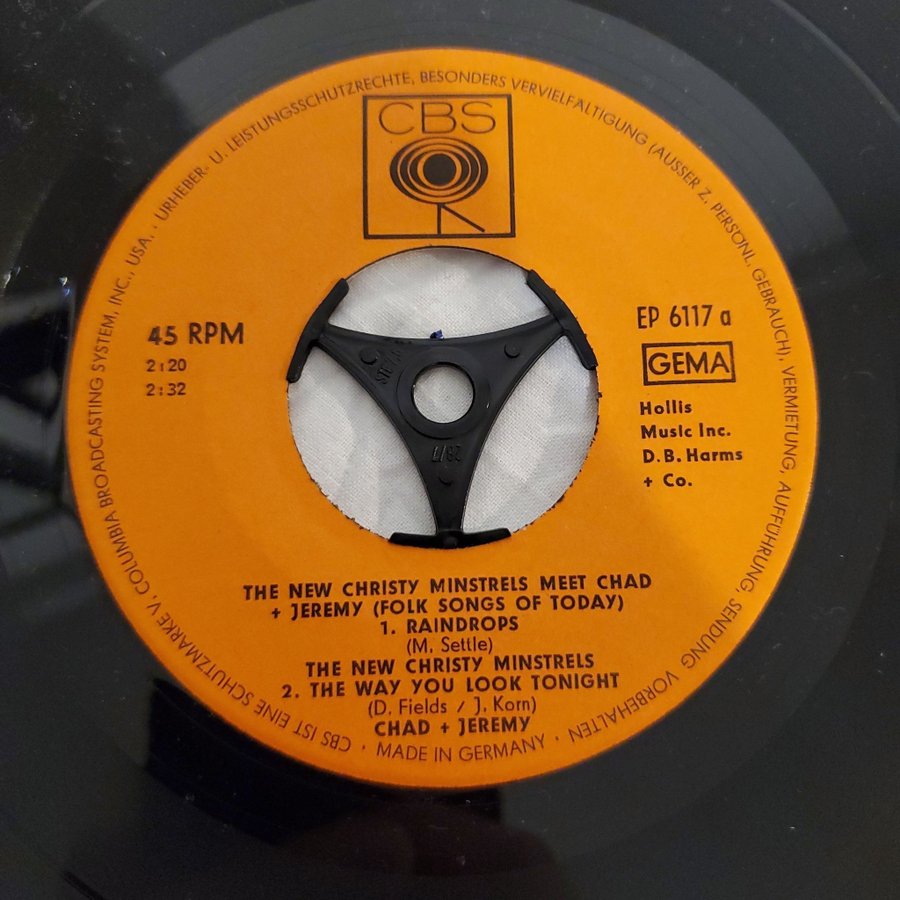 URHEBER- U. LEISTUNGSSCHUTZRECHTE, BESONDERS VERVIELFÄLTIGUNG (AUSSER Z. PERSÖNL. GEBRAUCH), VERMIETUNG, AUFFÜHRUNG, SENDUNG VORBEHALTEN
CBS
45 RPM
2:20
2:32
EP 6117 a
GEMA
Hollis
Music Inc.
D.B. Harms
+ Co.
28/7
THE NEW CHRISTY MINSTRELS MEET CHAD
+ JEREMY (FOLK SONGS OF TODAY)
1. RAINDROPS
(M. Settle)
THE NEW CHRISTY MINSTRELS
2. THE WAY YOU LOOK TONIGHT
(D. Fields / J. Korn)
CHAD + JEREMY
· MADE IN GERMANY ·
CBS IST EINE SCHUTZMARKE V. COLUMBIA BROADCASTING SYSTEM, INC., USA. ·